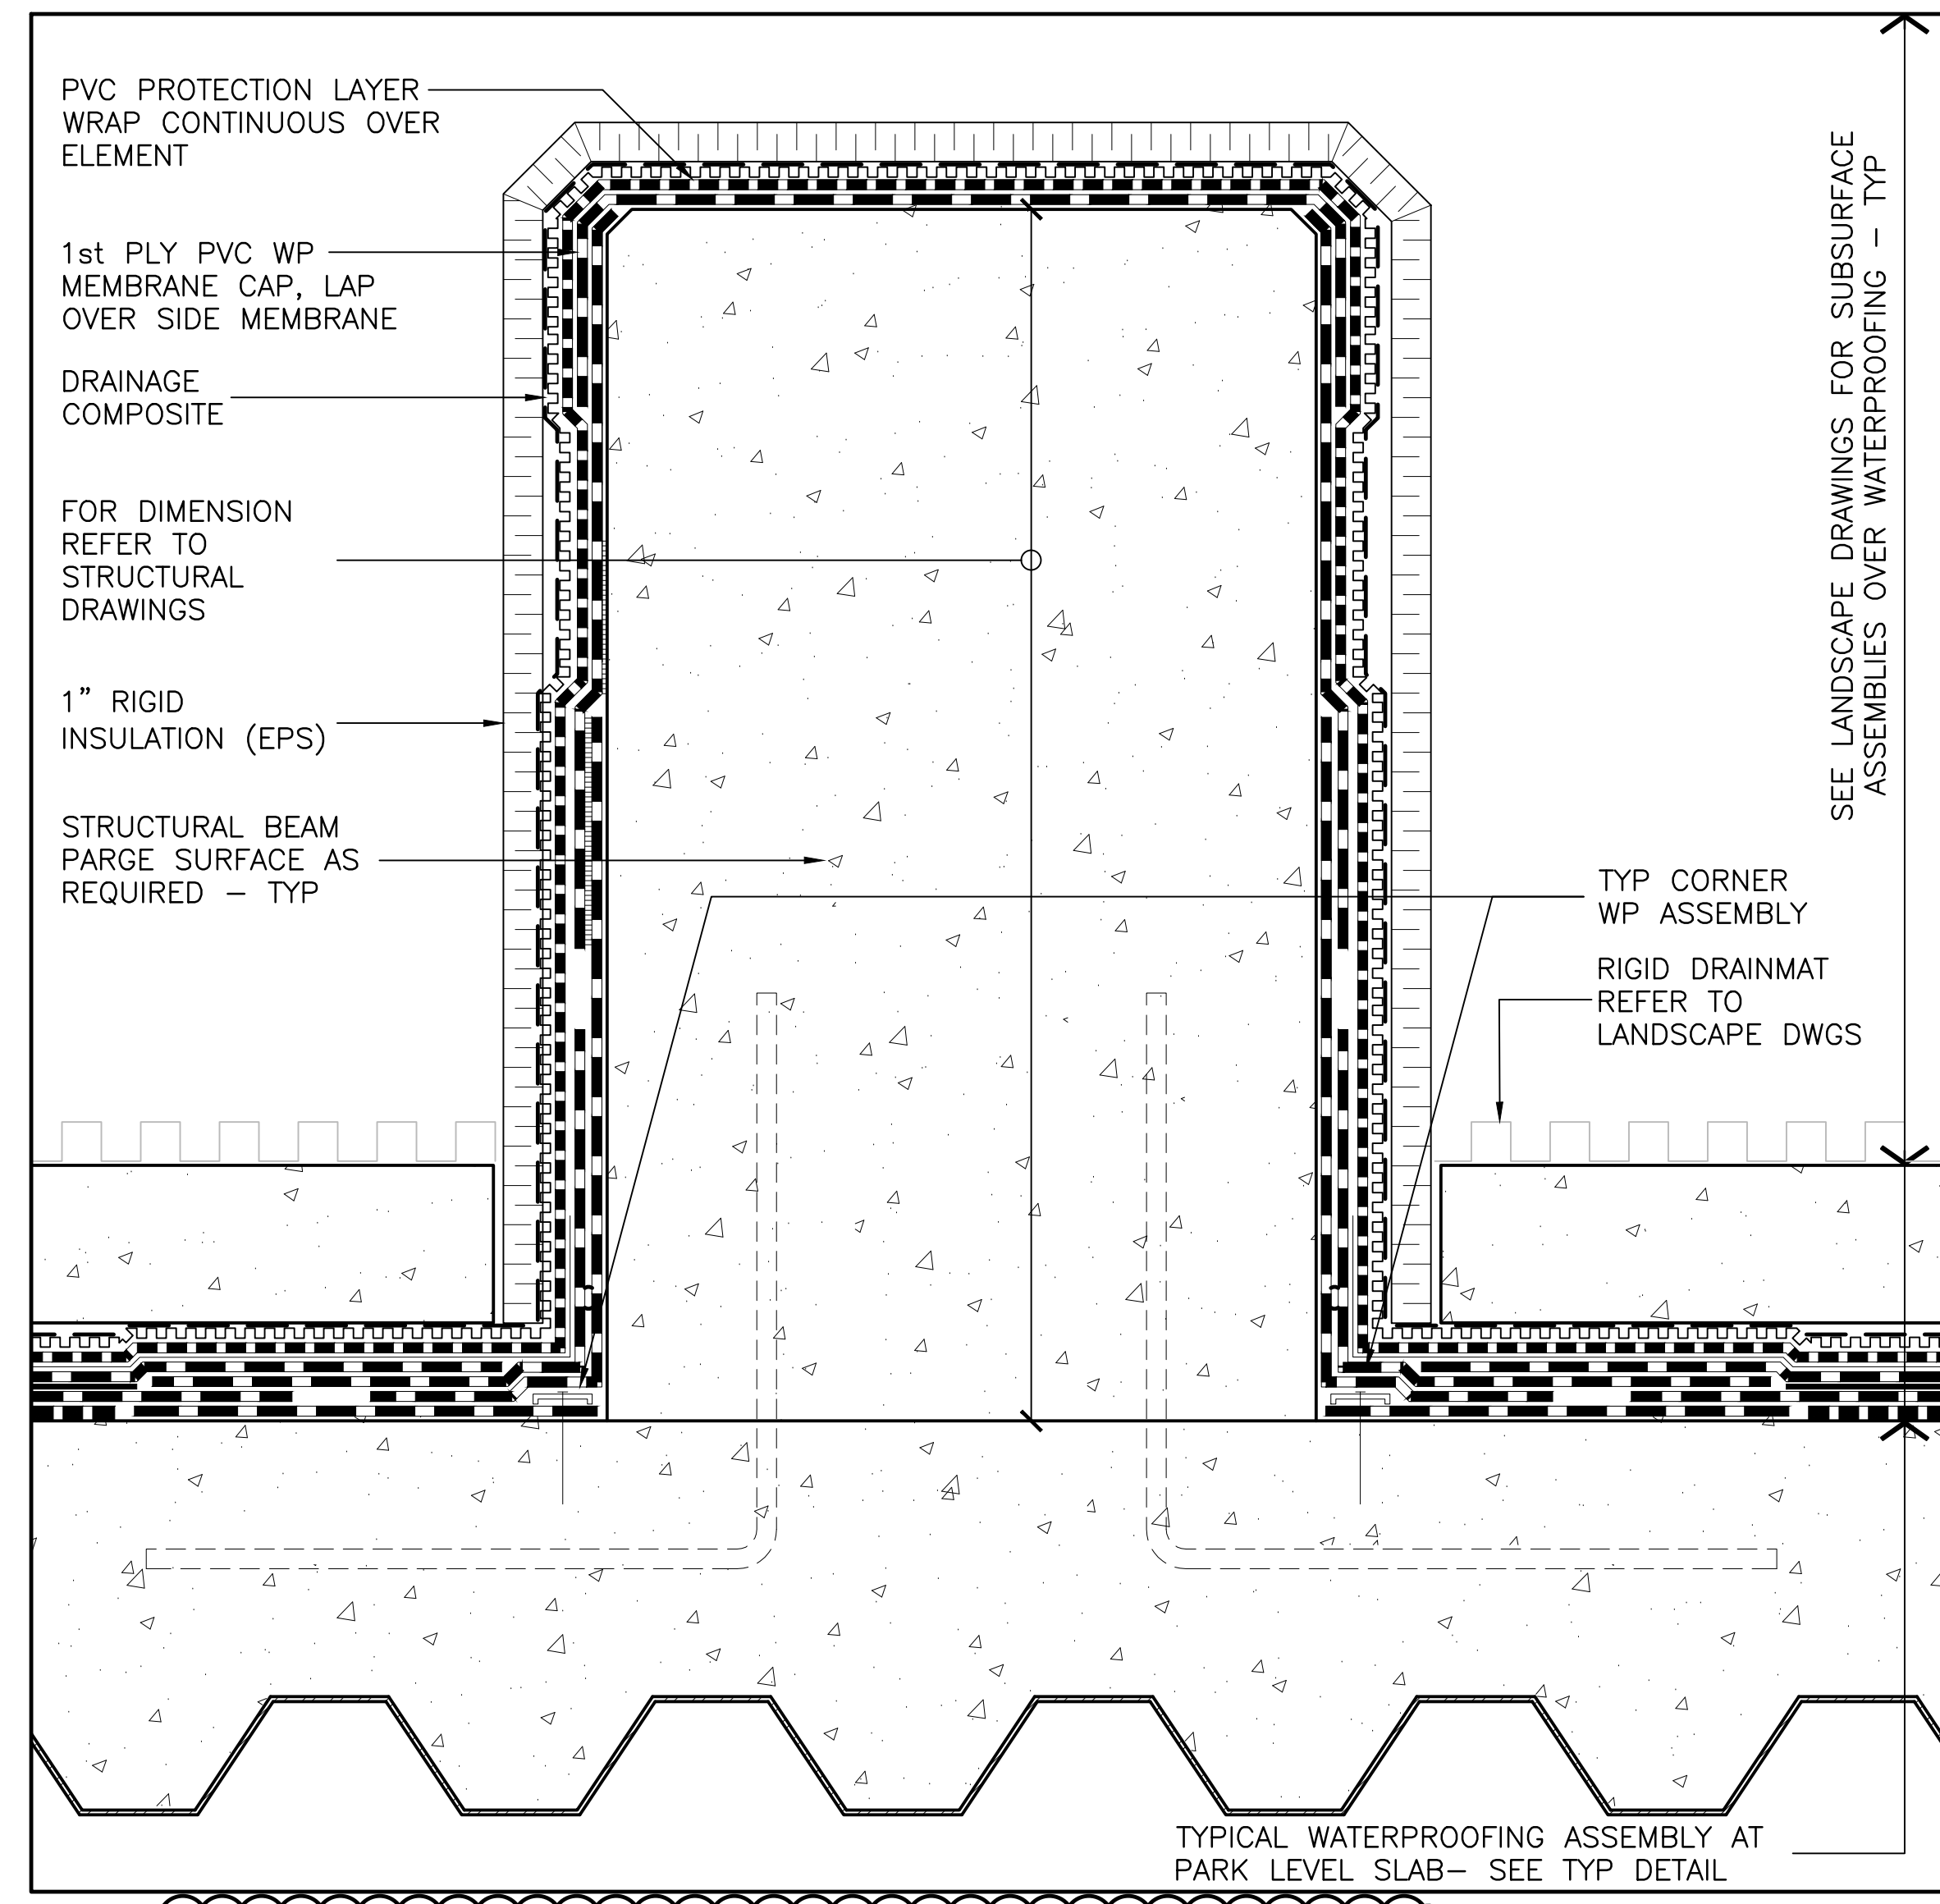 PVC PROTECTION LAYER
WRAP CONTINUOUS OVER
ELEMENT
1st PLY PVC WP
MEMBRANE CAP, LAP
OVER SIDE MEMBRANE
DRAINAGE
COMPOSITE
FOR DIMENSION
REFER TO
STRUCTURAL
DRAWINGS
1" RIGID
INSULATION (EPS)
STRUCTURAL BEAM
PARGE SURFACE AS
REQUIRED – TYP
SEE LANDSCAPE DRAWINGS FOR SUBSURFACE
ASSEMBLIES OVER WATERPROOFING – TYP
TYP CORNER
WP ASSEMBLY
RIGID DRAINMAT
REFER TO
LANDSCAPE DWGS
TYPICAL WATERPROOFING ASSEMBLY AT
PARK LEVEL SLAB– SEE TYP DETAIL